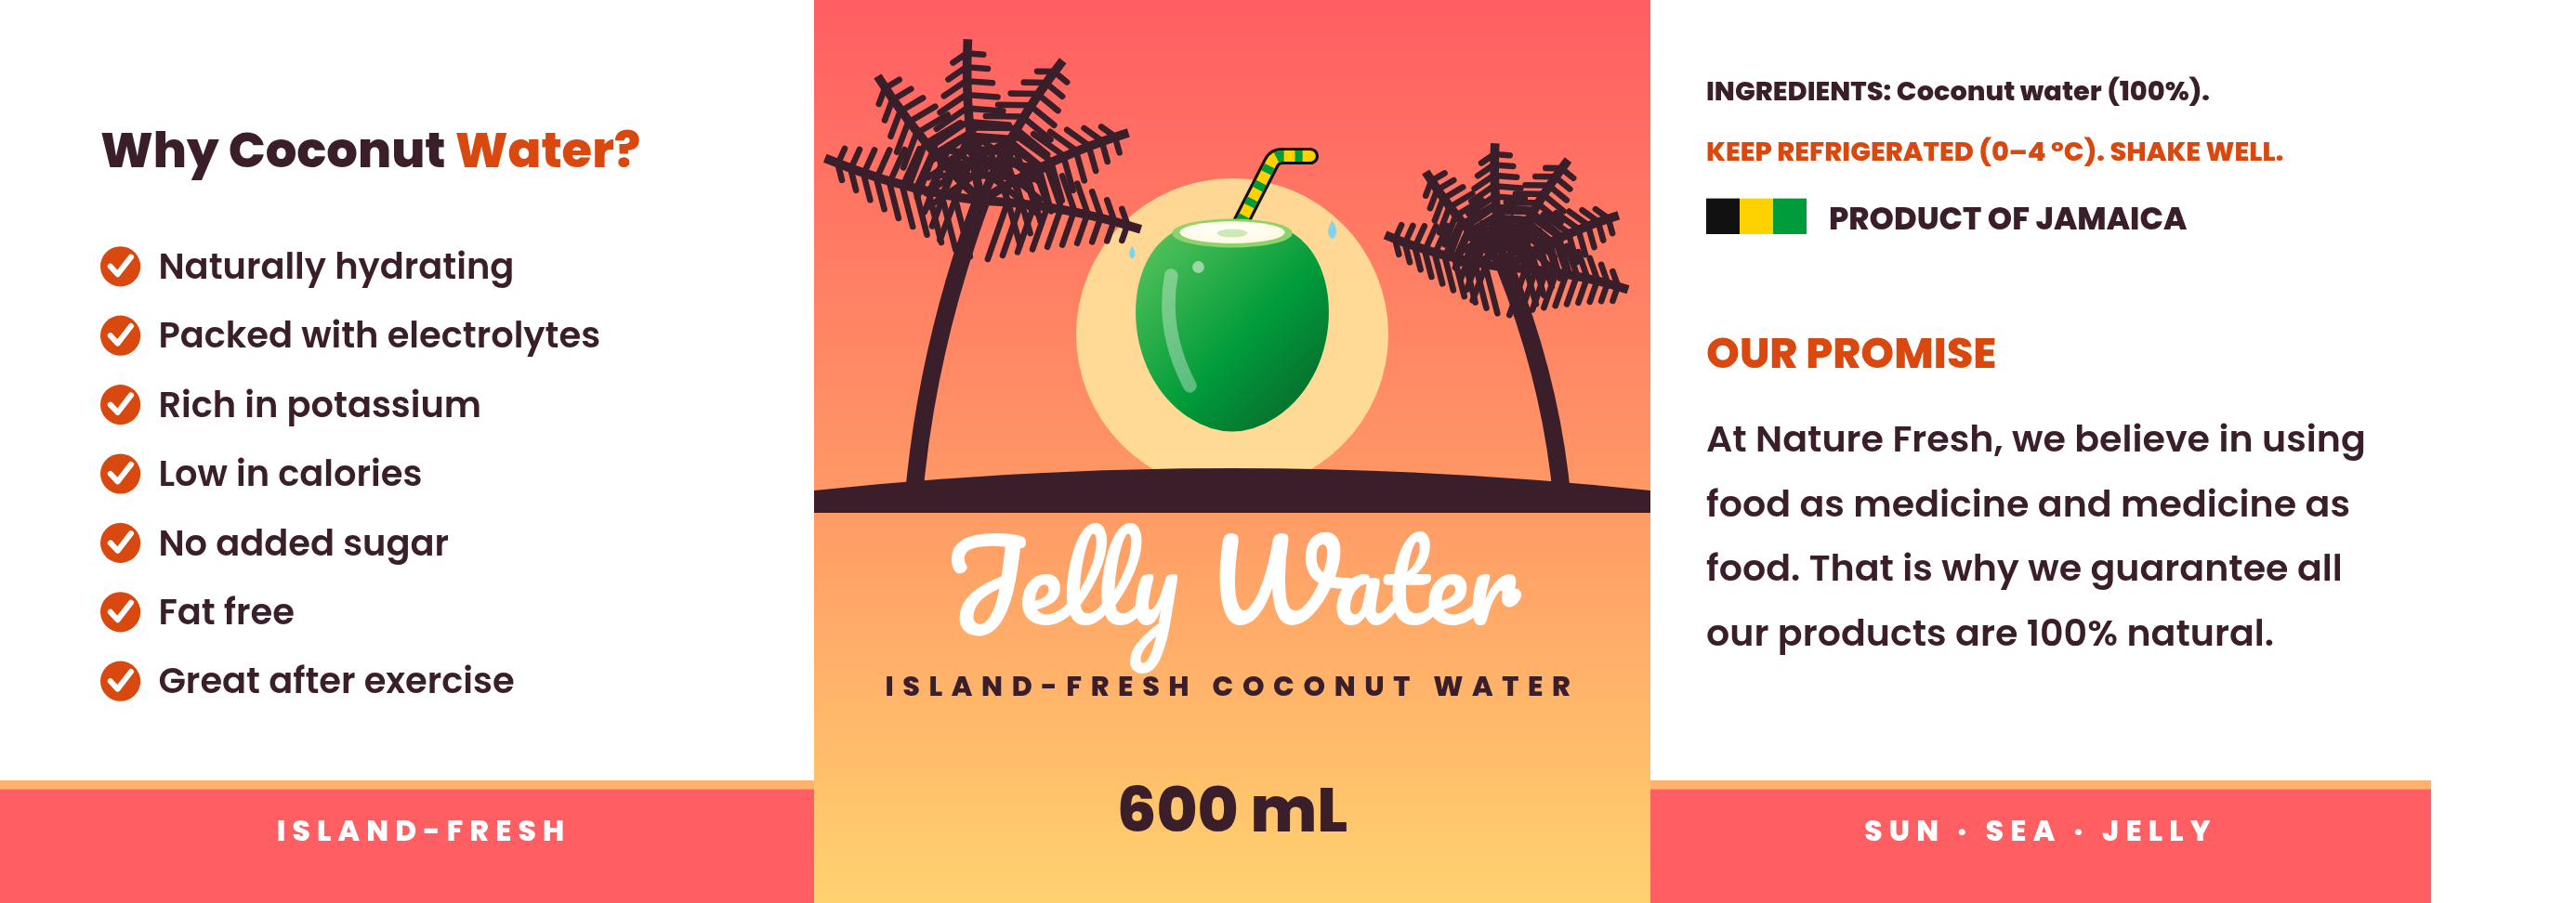 Why Coconut Water?
Naturally hydrating
Packed with electrolytes
Rich in potassium
Low in calories
No added sugar
Fat free
Great after exercise
ISLAND-FRESH
Jelly Water
ISLAND-FRESH COCONUT WATER
600 mL
INGREDIENTS: Coconut water (100%).
KEEP REFRIGERATED (0–4 °C). SHAKE WELL.
PRODUCT OF JAMAICA
OUR PROMISE
At Nature Fresh, we believe in using
food as medicine and medicine as
food. That is why we guarantee all
our products are 100% natural.
SUN · SEA · JELLY